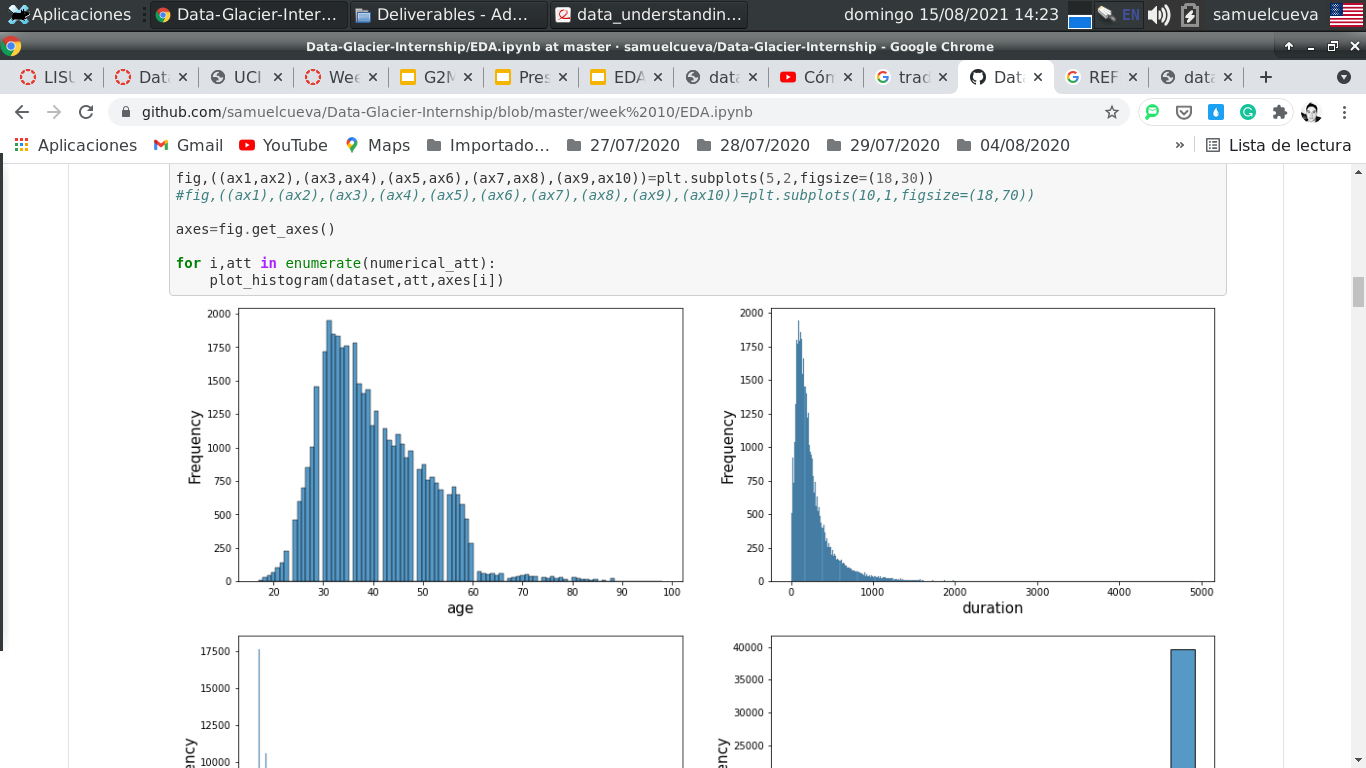 Aplicaciones Data-Glacier-Inter... Deliverables - Ad... data_understandin... domingo 15/08/2021 14:23 EN samuelcueva
Data-Glacier-Internship/EDA.ipynb at master · samuelcueva/Data-Glacier-Internship - Google Chrome
LISU Data UCI Wee G2M Pres EDA data Cóm trad Data REF data
github.com/samuelcueva/Data-Glacier-Internship/blob/master/week%2010/EDA.ipynb
Aplicaciones Gmail YouTube Maps Importado... 27/07/2020 28/07/2020 29/07/2020 04/08/2020 » Lista de lectura
fig,((ax1,ax2),(ax3,ax4),(ax5,ax6),(ax7,ax8),(ax9,ax10))=plt.subplots(5,2,figsize=(18,30))
#fig,((ax1),(ax2),(ax3),(ax4),(ax5),(ax6),(ax7),(ax8),(ax9),(ax10))=plt.subplots(10,1,figsize=(18,70))
axes=fig.get_axes()
for i,att in enumerate(numerical_att):
plot_histogram(dataset,att,axes[i])
2000
1750
1500
1250
1000
750
500
250
0
Frequency
20 30 40 50 60 70 80 90 100
age
2000
1750
1500
1250
1000
750
500
250
0
Frequency
0 1000 2000 3000 4000 5000
duration
17500
15000
12500
10000
ency
40000
35000
30000
25000
ency